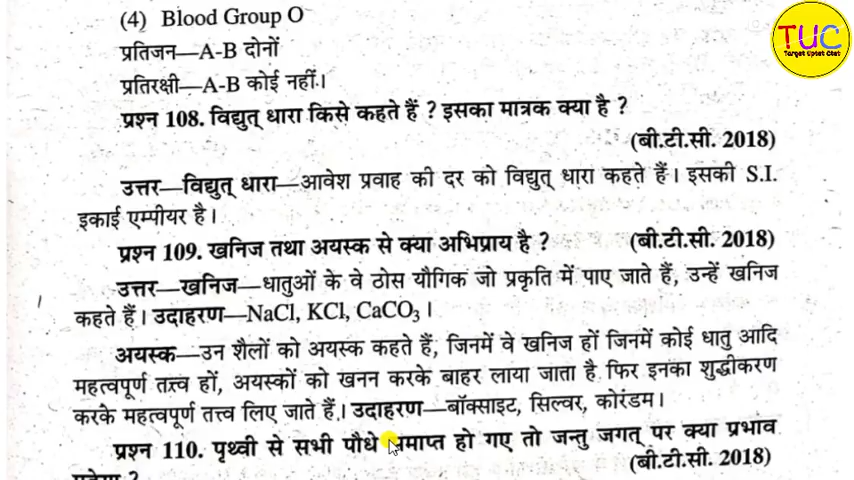 (4) Blood Group O
TUC
Target Uptet Ctet
प्रतिजन—A-B दोनों
प्रतिरक्षी—A-B कोई नहीं।
प्रश्न 108. विद्युत् धारा किसे कहते हैं ? इसका मात्रक क्या है ?
(बी.टी.सी. 2018)
उत्तर—विद्युत् धारा—आवेश प्रवाह की दर को विद्युत् धारा कहते हैं। इसकी S.I.
इकाई एम्पीयर है।
प्रश्न 109. खनिज तथा अयस्क से क्या अभिप्राय है ? (बी.टी.सी. 2018)
उत्तर—खनिज—धातुओं के वे ठोस यौगिक जो प्रकृति में पाए जाते हैं, उन्हें खनिज
कहते हैं। उदाहरण—NaCl, KCl, CaCO₃।
अयस्क—उन शैलों को अयस्क कहते हैं, जिनमें वे खनिज हों जिनमें कोई धातु आदि
महत्वपूर्ण तत्त्व हों, अयस्कों को खनन करके बाहर लाया जाता है फिर इनका शुद्धीकरण
करके महत्वपूर्ण तत्त्व लिए जाते हैं। उदाहरण—बॉक्साइट, सिल्वर, कोरंडम।
प्रश्न 110. पृथ्वी से सभी पौधे समाप्त हो गए तो जन्तु जगत् पर क्या प्रभाव
(बी.टी.सी. 2018)